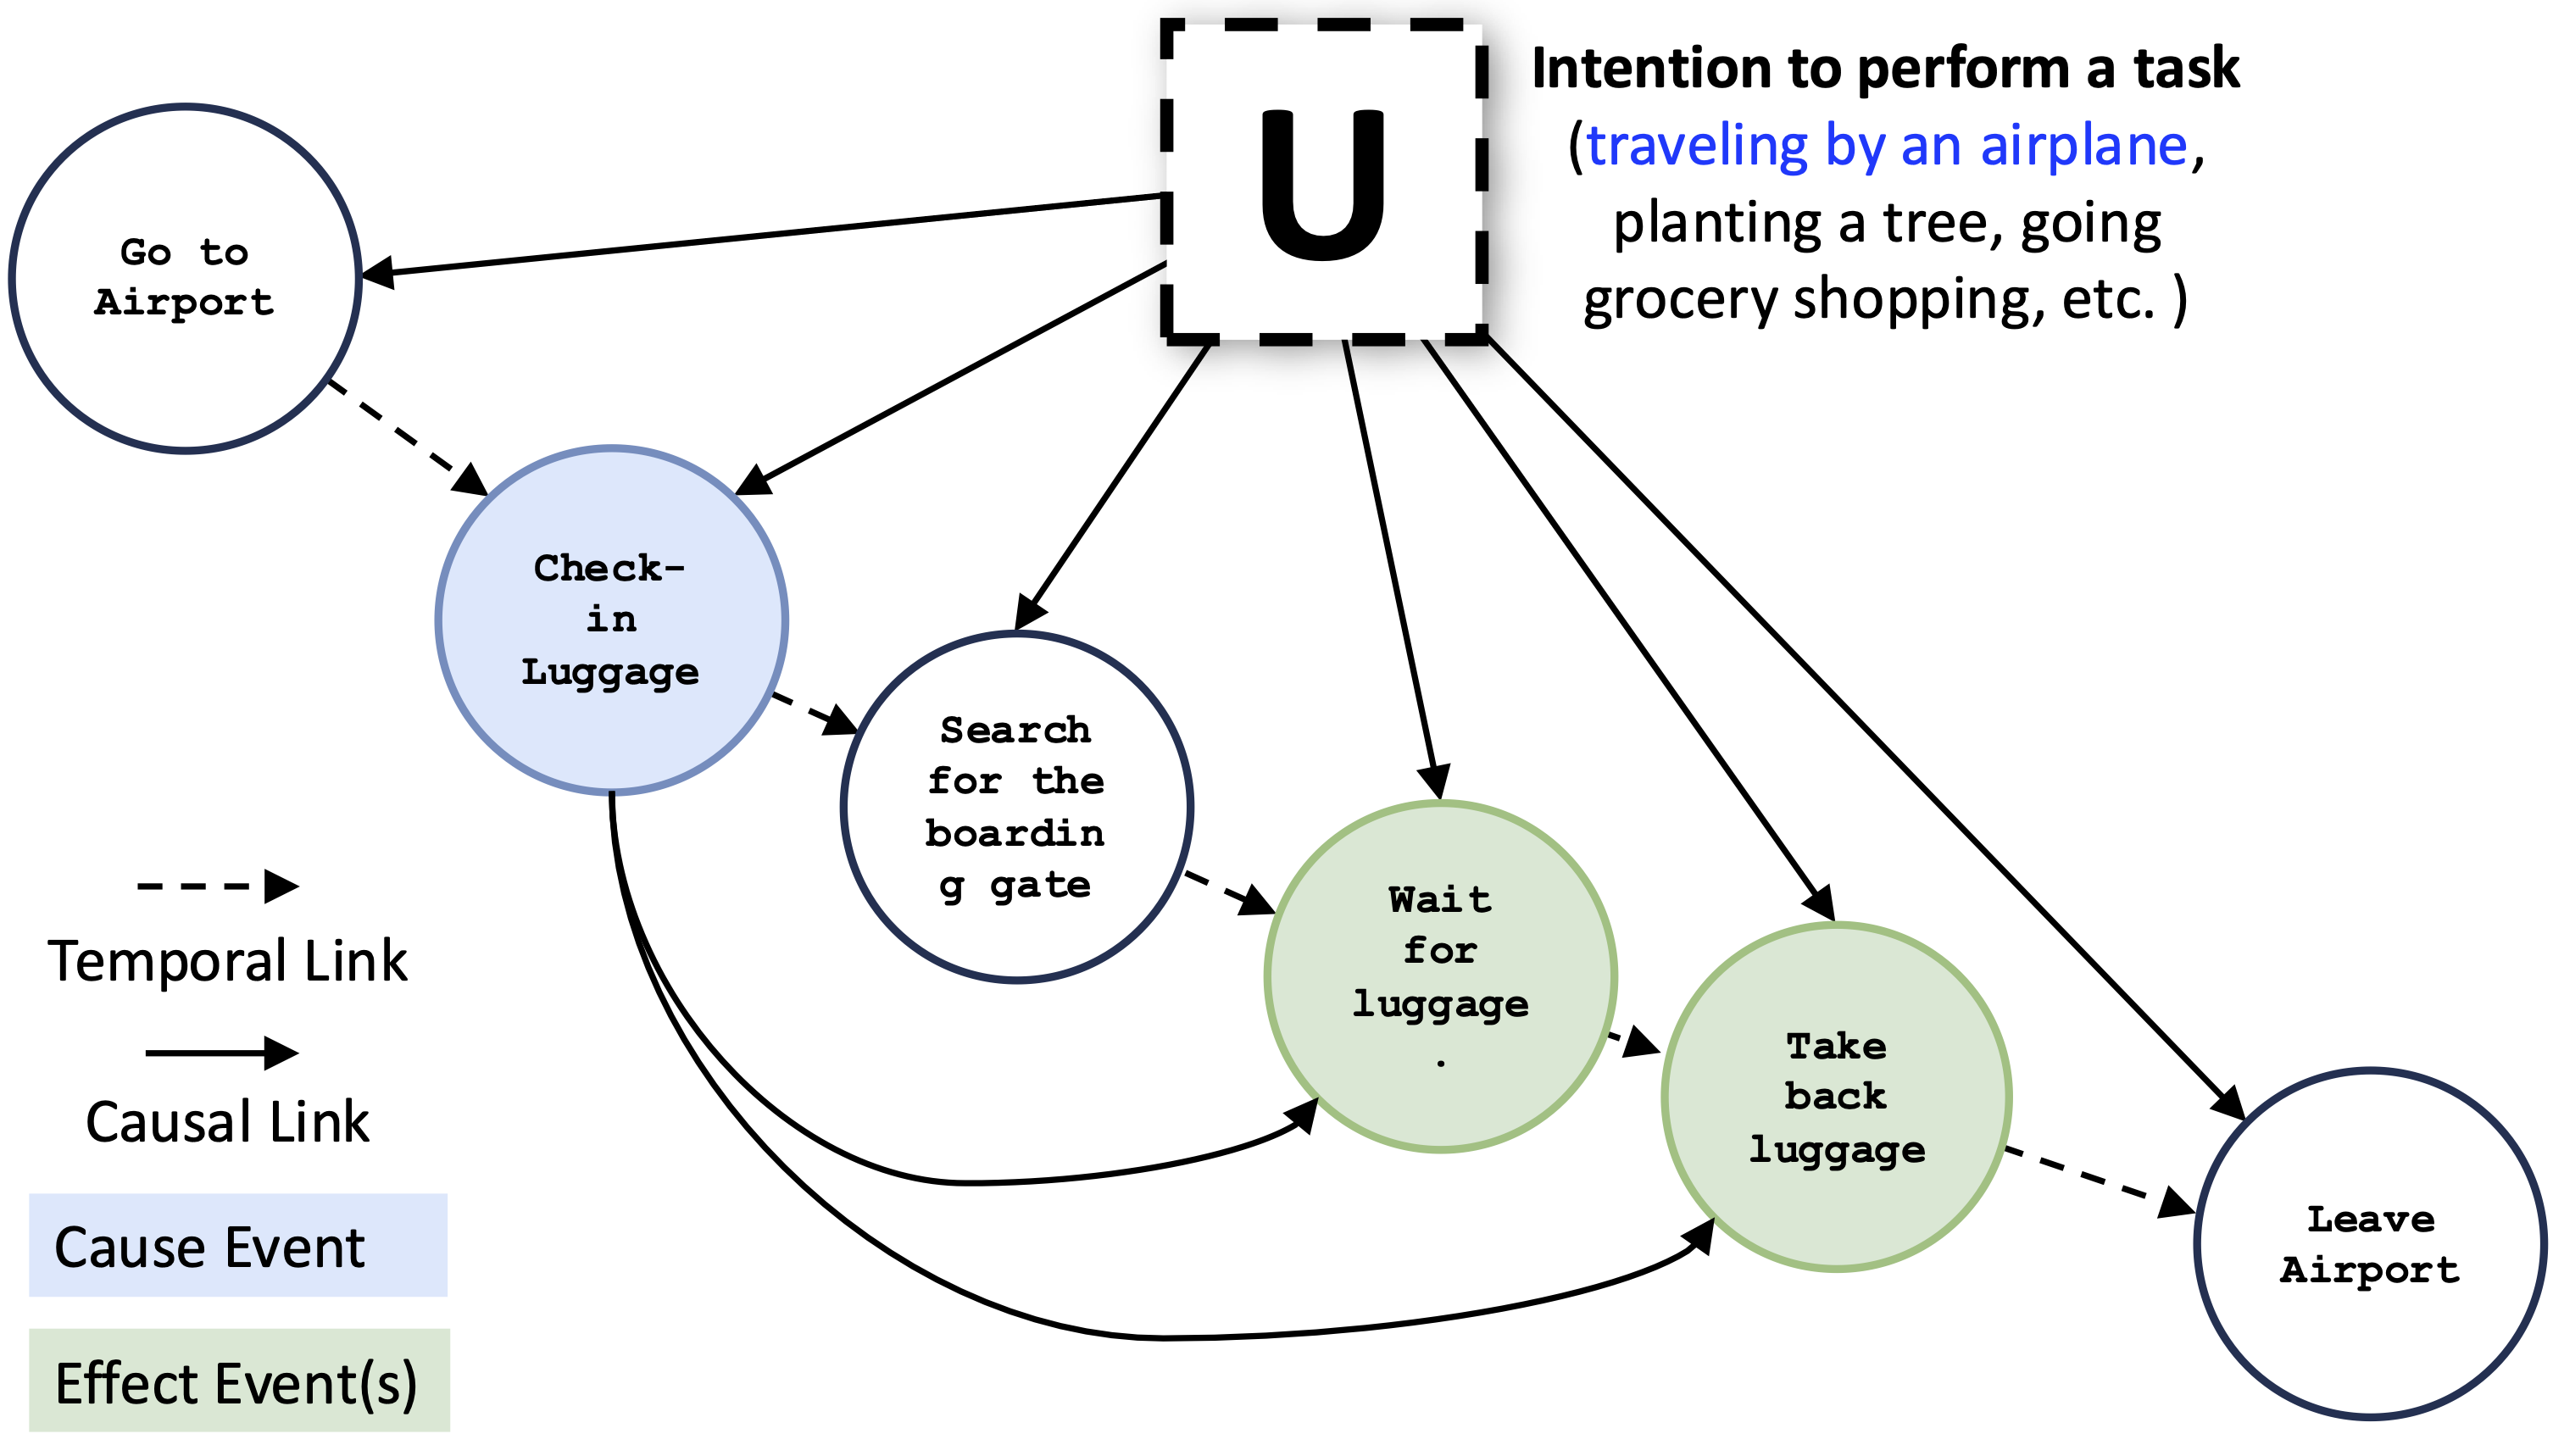 U
Intention to perform a task
(traveling by an airplane,
planting a tree, going
grocery shopping, etc. )
Go to
Airport
Check-
in
Luggage
Search
for the
boardin
g gate
Wait
for
luggage
.
Take
back
luggage
Leave
Airport
Temporal Link
Causal Link
Cause Event
Effect Event(s)